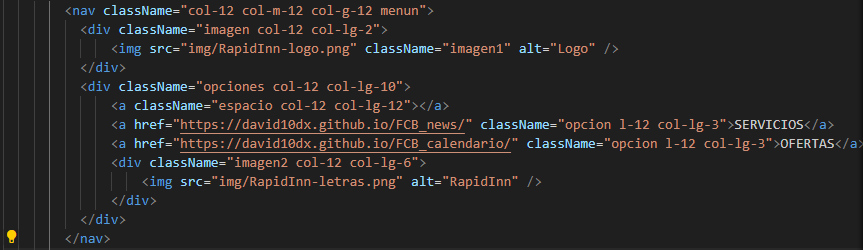 <nav className="col-12 col-m-12 col-g-12 menun">
<div className="imagen col-12 col-lg-2">
<img src="img/RapidInn-logo.png" className="imagen1" alt="Logo" />
</div>
<div className="opciones col-12 col-lg-10">
<a className="espacio col-12 col-lg-12"></a>
<a href="https://david10dx.github.io/FCB_news/" className="opcion l-12 col-lg-3">SERVICIOS</a>
<a href="https://david10dx.github.io/FCB_calendario/" className="opcion l-12 col-lg-3">OFERTAS</a>
<div className="imagen2 col-12 col-lg-6">
<img src="img/RapidInn-letras.png" alt="RapidInn" />
</div>
</div>
</nav>